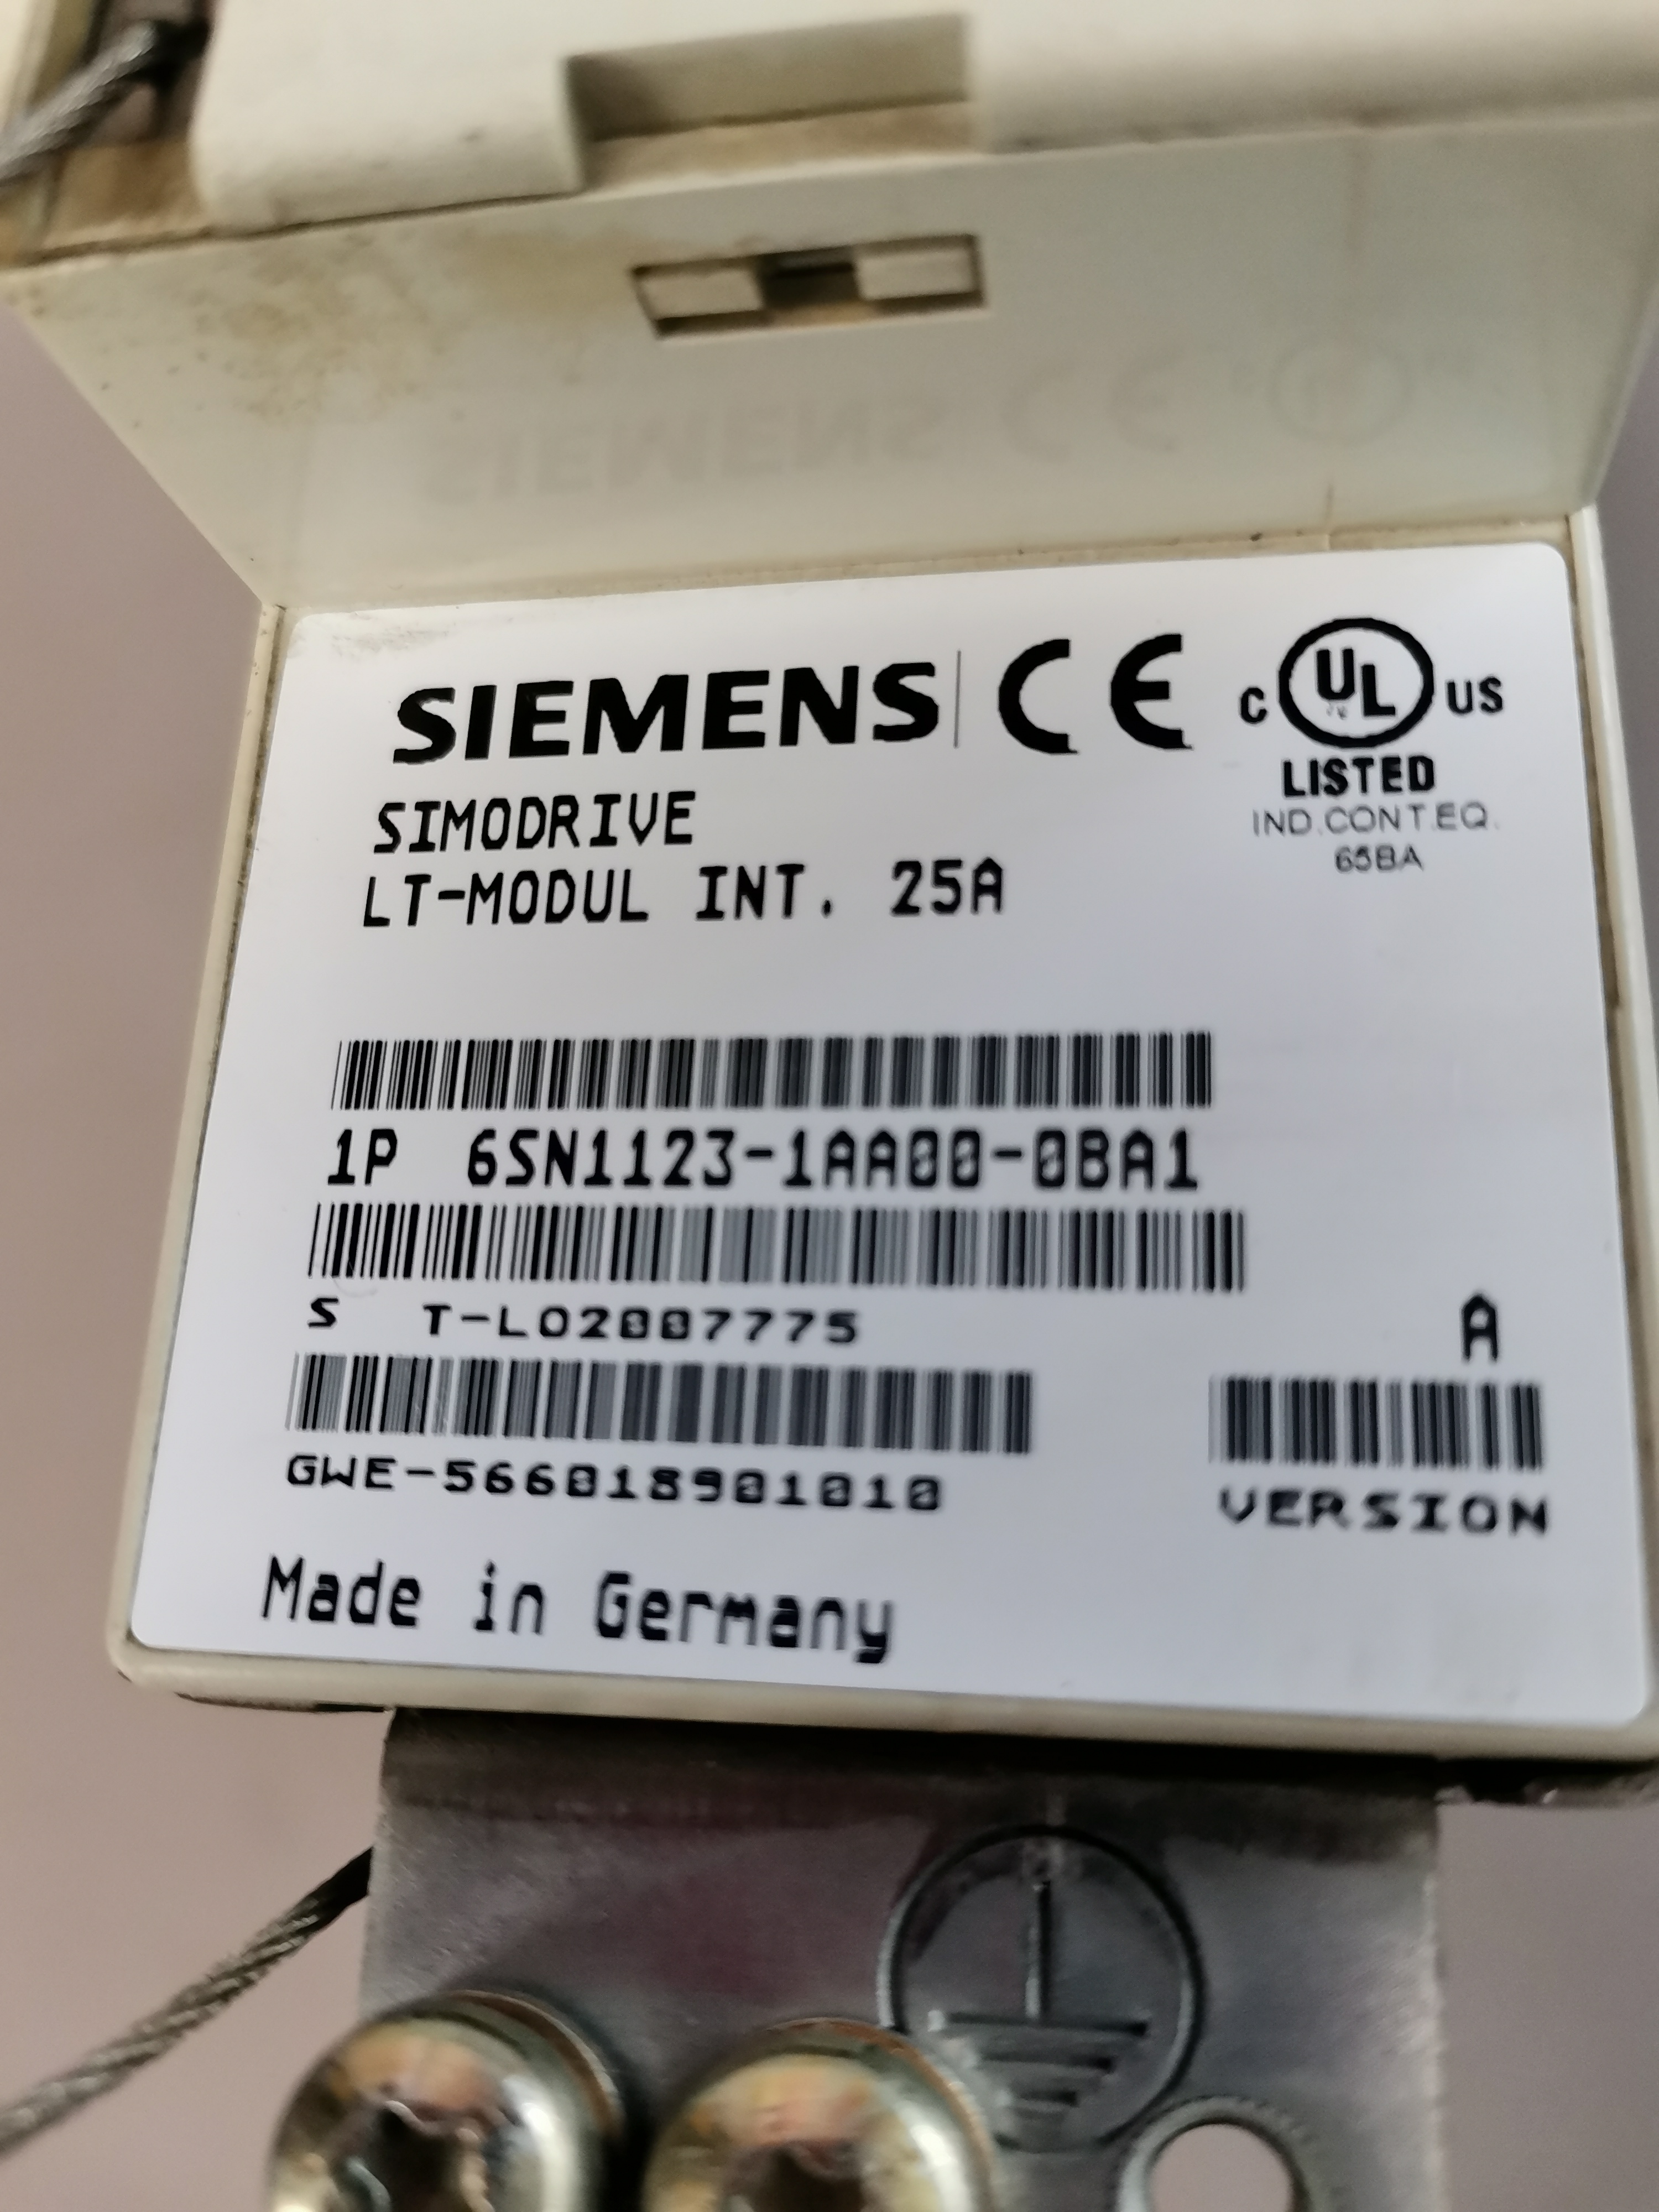 SIEMENS CE C UL US
LISTED
IND.CONT.EQ.
65BA
SIMODRIVE
LT-MODUL INT. 25A
1P 6SN1123-1AA00-0BA1
S T-LO2007775
A
GWE-566018901010
VERSION
Made in Germany